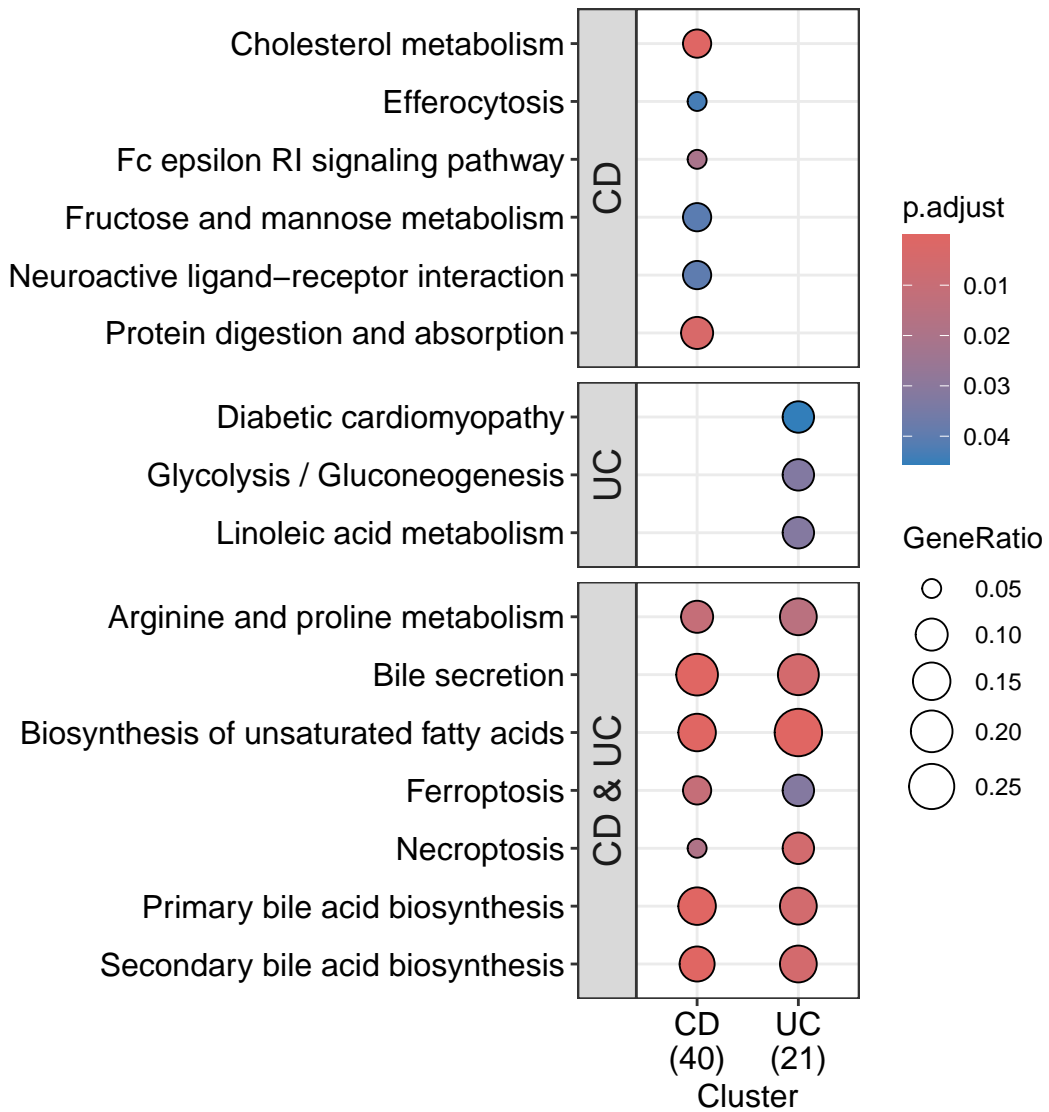 Cholesterol metabolism
Efferocytosis
Fc epsilon RI signaling pathway
Fructose and mannose metabolism
Neuroactive ligand−receptor interaction
Protein digestion and absorption
CD
Diabetic cardiomyopathy
Glycolysis / Gluconeogenesis
Linoleic acid metabolism
UC
Arginine and proline metabolism
Bile secretion
Biosynthesis of unsaturated fatty acids
Ferroptosis
Necroptosis
Primary bile acid biosynthesis
Secondary bile acid biosynthesis
CD & UC
CD
(40)
UC
(21)
Cluster
p.adjust
0.01
0.02
0.03
0.04
GeneRatio
0.05
0.10
0.15
0.20
0.25